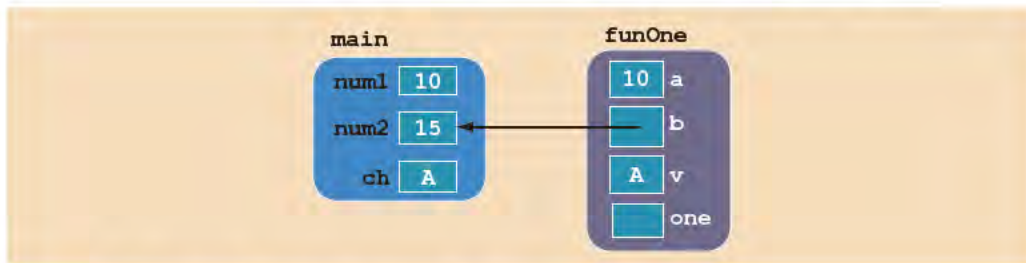 main funOne
num1 10 10 a
num2 15 b
ch A A v
one